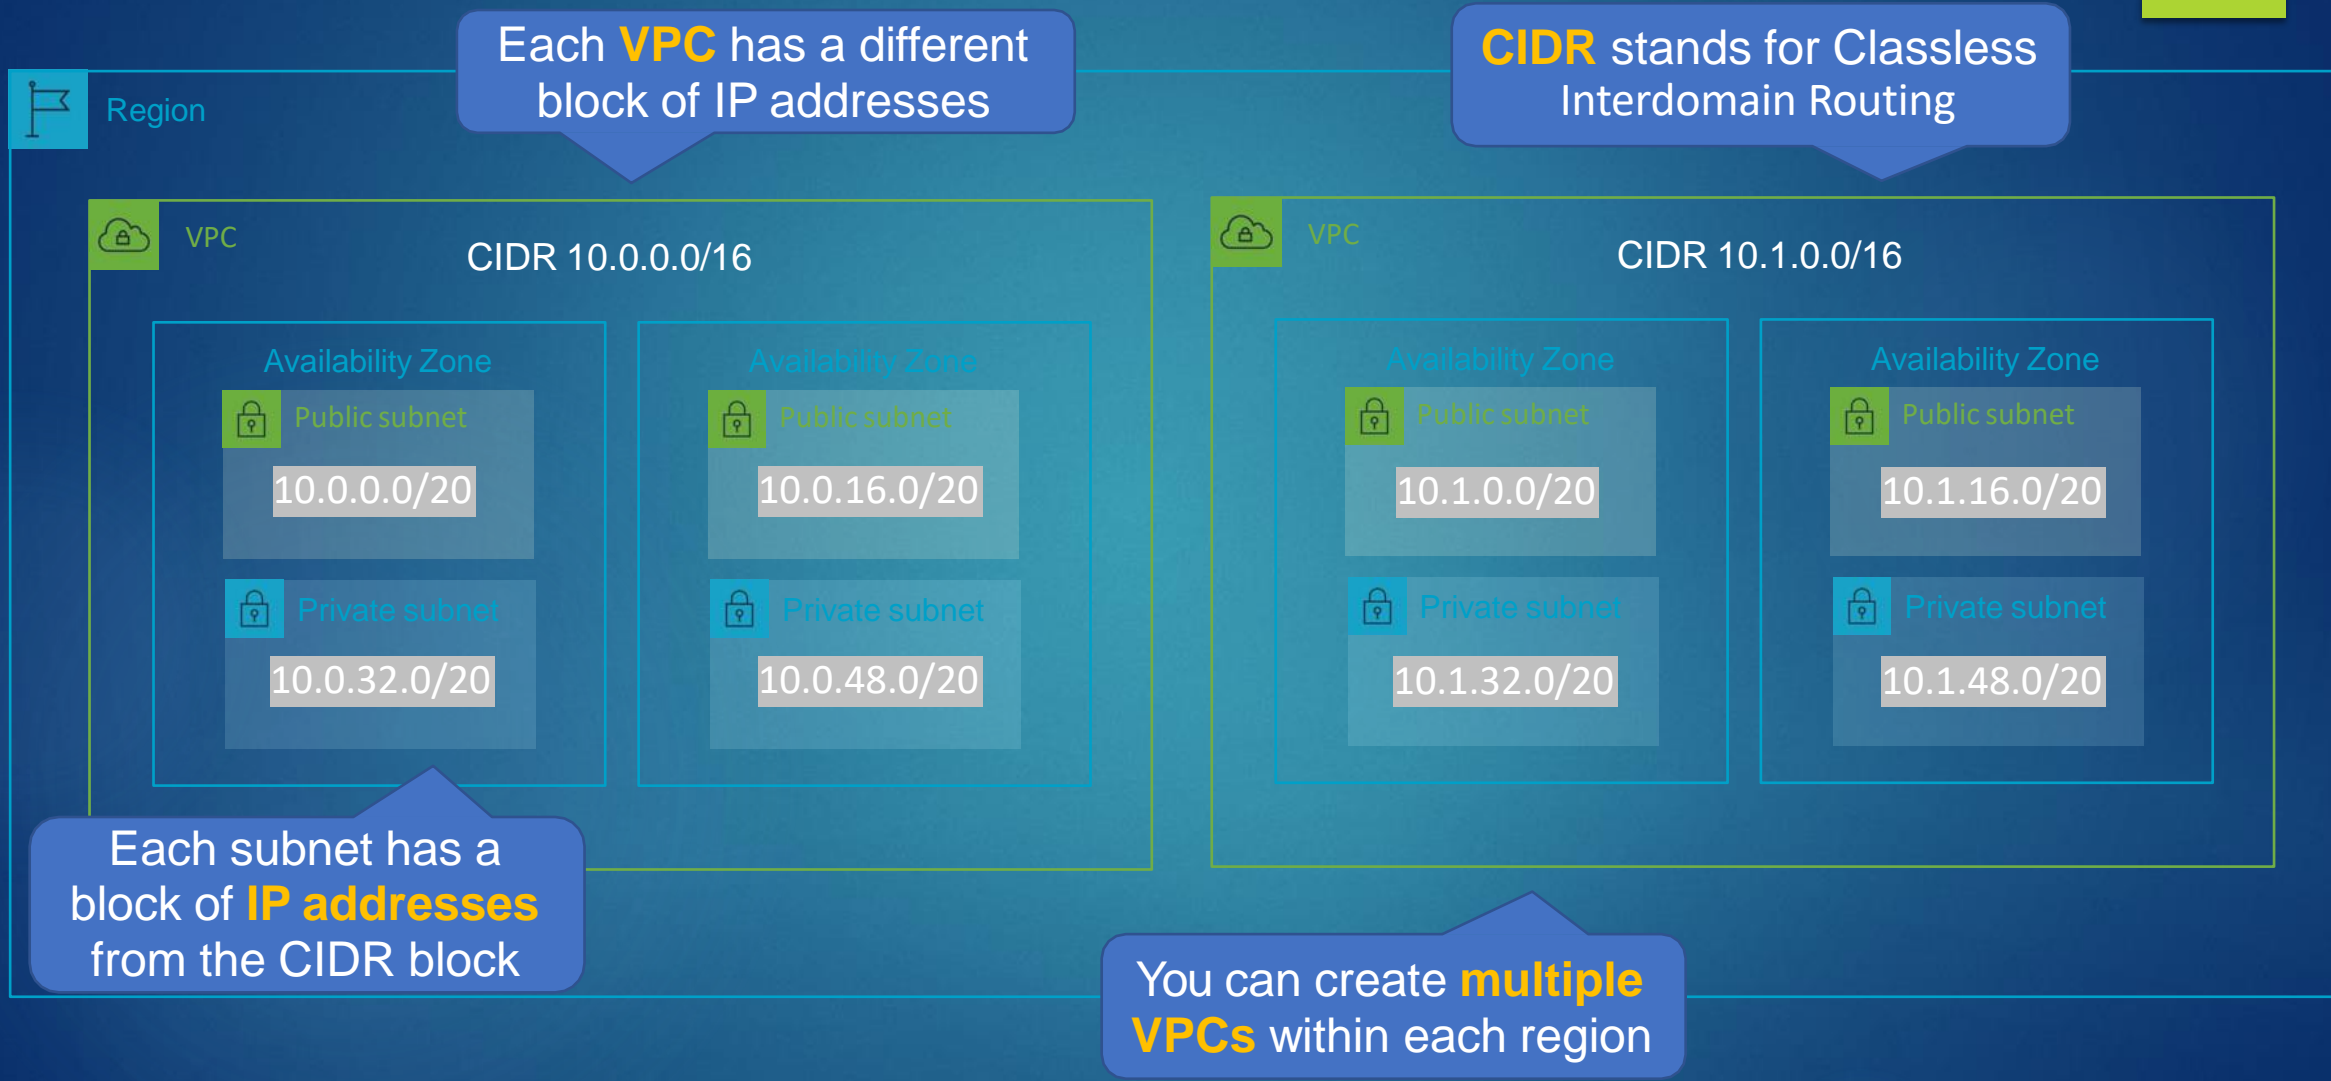 Each VPC has a different
block of IP addresses
CIDR stands for Classless
Interdomain Routing
Region
VPC
CIDR 10.0.0.0/16
Availability Zone
Public subnet
10.0.0.0/20
Private subnet
10.0.32.0/20
Availability Zone
Public subnet
10.0.16.0/20
Private subnet
10.0.48.0/20
VPC
CIDR 10.1.0.0/16
Availability Zone
Public subnet
10.1.0.0/20
Private subnet
10.1.32.0/20
Availability Zone
Public subnet
10.1.16.0/20
Private subnet
10.1.48.0/20
Each subnet has a
block of IP addresses
from the CIDR block
You can create multiple
VPCs within each region